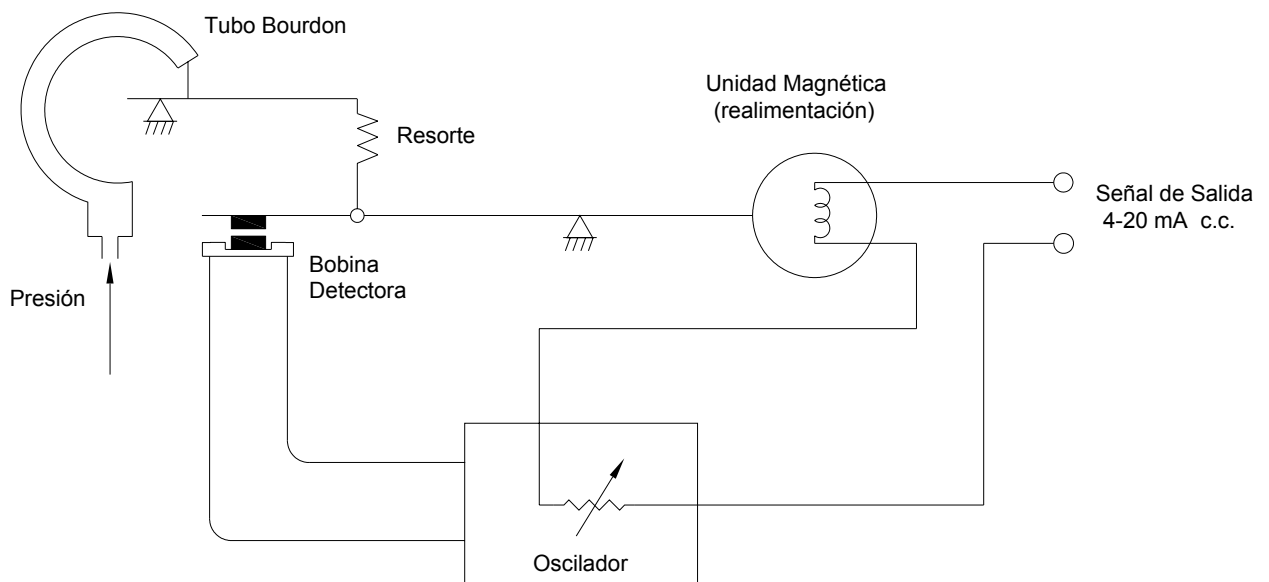 Tubo Bourdon
Unidad Magnética
(realimentación)
Resorte
Señal de Salida
4-20 mA c.c.
Bobina
Detectora
Presión
Oscilador